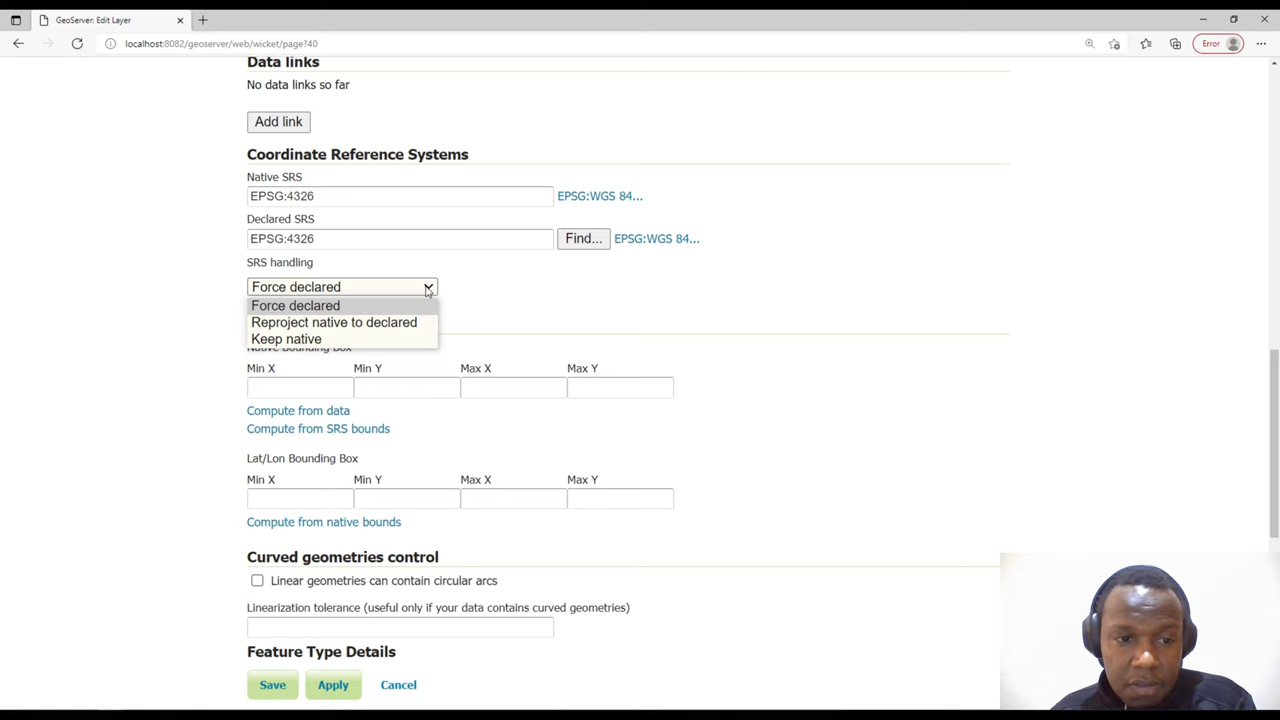 GeoServer: Edit Layer
localhost:8082/geoserver/web/wicket/page?40
Error
Data links
No data links so far
Add link
Coordinate Reference Systems
Native SRS
EPSG:4326 EPSG:WGS 84...
Declared SRS
EPSG:4326 Find... EPSG:WGS 84...
SRS handling
Force declared
Force declared
Reproject native to declared
Keep native
Native Bounding Box
Min X Min Y Max X Max Y
Compute from data
Compute from SRS bounds
Lat/Lon Bounding Box
Min X Min Y Max X Max Y
Compute from native bounds
Curved geometries control
Linear geometries can contain circular arcs
Linearization tolerance (useful only if your data contains curved geometries)
Feature Type Details
Save Apply Cancel